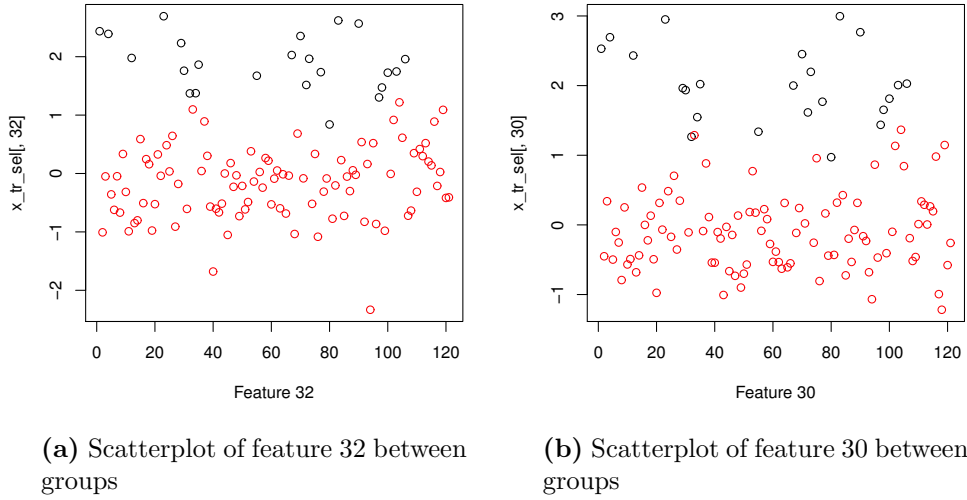 2
1
0
−1
−2
x_tr_sel[, 32]
0 20 40 60 80 100 120
Feature 32
(a) Scatterplot of feature 32 between
groups
3
2
1
0
−1
x_tr_sel[, 30]
0 20 40 60 80 100 120
Feature 30
(b) Scatterplot of feature 30 between
groups